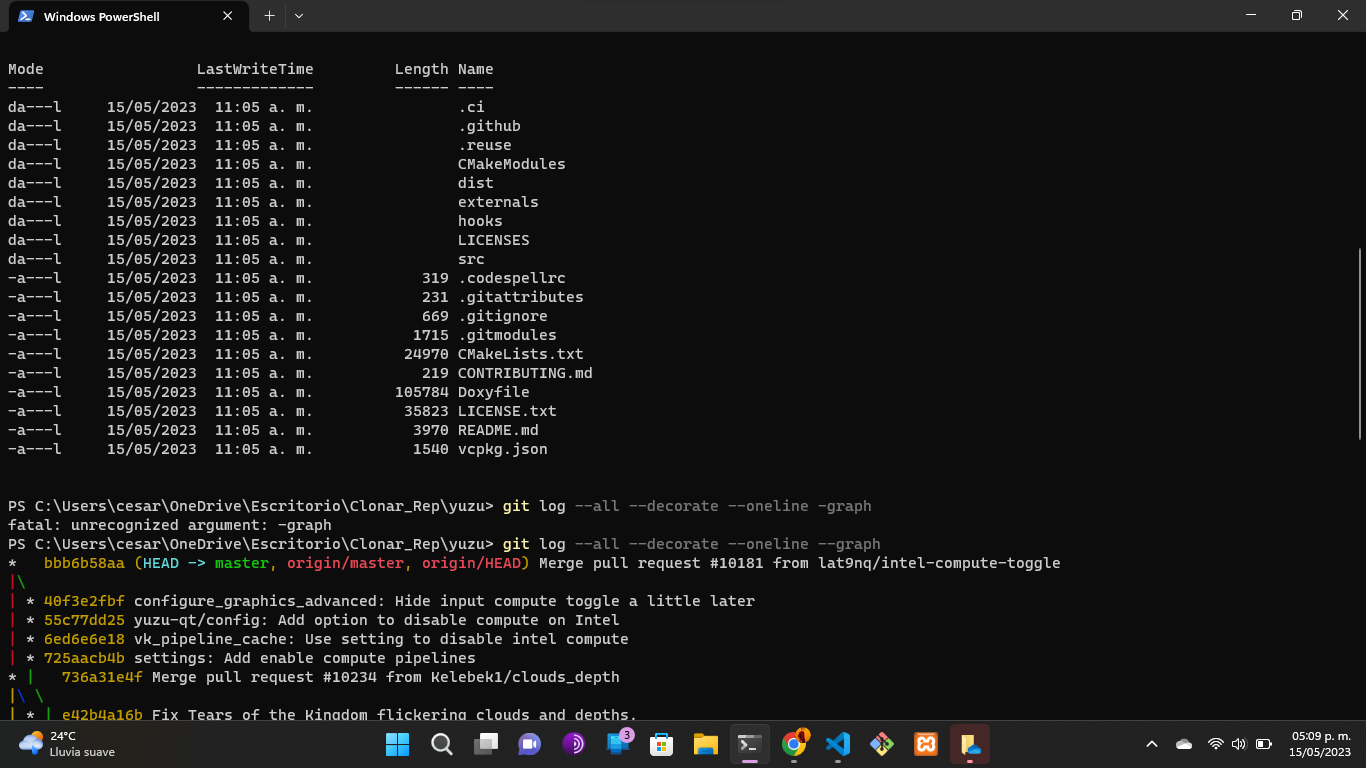 Windows PowerShell
Mode                 LastWriteTime         Length Name
----                 -------------         ------ ----
da---l     15/05/2023  11:05 a. m.                .ci
da---l     15/05/2023  11:05 a. m.                .github
da---l     15/05/2023  11:05 a. m.                .reuse
da---l     15/05/2023  11:05 a. m.                CMakeModules
da---l     15/05/2023  11:05 a. m.                dist
da---l     15/05/2023  11:05 a. m.                externals
da---l     15/05/2023  11:05 a. m.                hooks
da---l     15/05/2023  11:05 a. m.                LICENSES
da---l     15/05/2023  11:05 a. m.                src
-a---l     15/05/2023  11:05 a. m.            319 .codespellrc
-a---l     15/05/2023  11:05 a. m.            231 .gitattributes
-a---l     15/05/2023  11:05 a. m.            669 .gitignore
-a---l     15/05/2023  11:05 a. m.           1715 .gitmodules
-a---l     15/05/2023  11:05 a. m.          24970 CMakeLists.txt
-a---l     15/05/2023  11:05 a. m.            219 CONTRIBUTING.md
-a---l     15/05/2023  11:05 a. m.         105784 Doxyfile
-a---l     15/05/2023  11:05 a. m.          35823 LICENSE.txt
-a---l     15/05/2023  11:05 a. m.           3970 README.md
-a---l     15/05/2023  11:05 a. m.           1540 vcpkg.json
PS C:\Users\cesar\OneDrive\Escritorio\Clonar_Rep\yuzu> git log --all --decorate --oneline -graph
fatal: unrecognized argument: -graph
PS C:\Users\cesar\OneDrive\Escritorio\Clonar_Rep\yuzu> git log --all --decorate --oneline --graph
*   bbb6b58aa (HEAD -> master, origin/master, origin/HEAD) Merge pull request #10181 from lat9nq/intel-compute-toggle
|\
| * 40f3e2fbf configure_graphics_advanced: Hide input compute toggle a little later
| * 55c77dd25 yuzu-qt/config: Add option to disable compute on Intel
| * 6ed6e6e18 vk_pipeline_cache: Use setting to disable intel compute
| * 725aacb4b settings: Add enable compute pipelines
* |   736a31e4f Merge pull request #10234 from Kelebek1/clouds_depth
|\ \
| * | e42b4a16b Fix Tears of the Kingdom flickering clouds and depths.
24°C
Lluvia suave
3
05:09 p. m.
15/05/2023